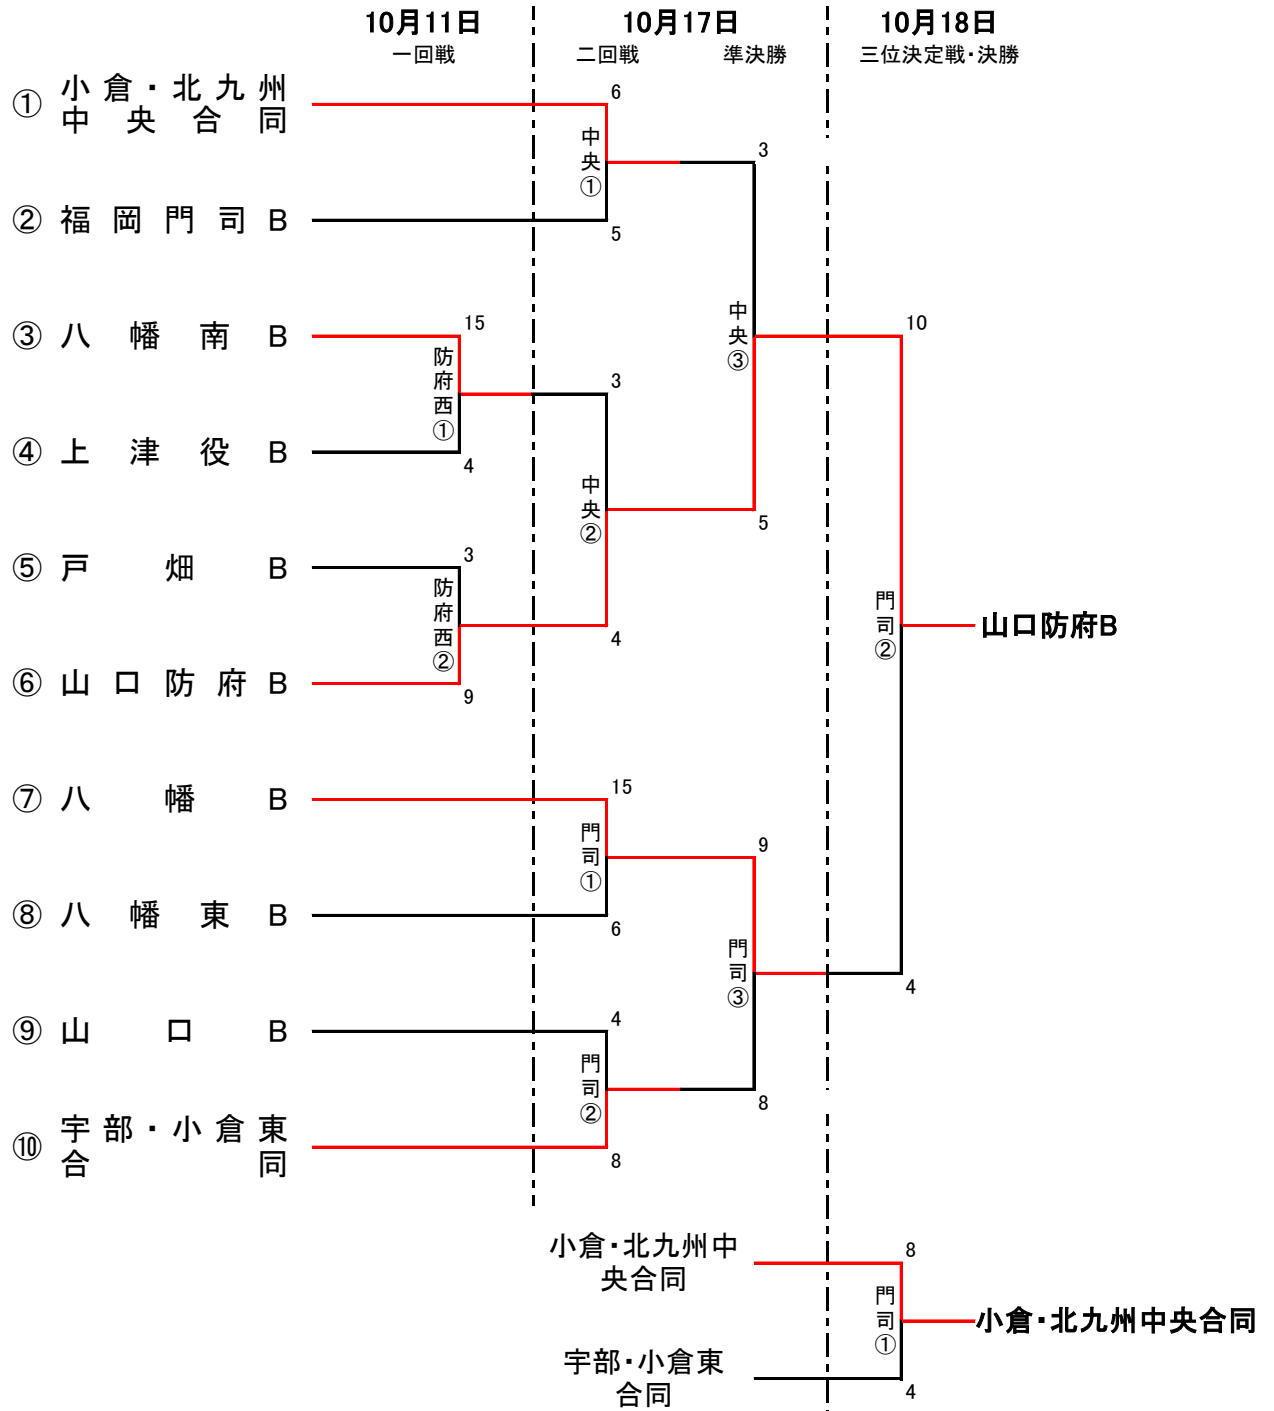 10月11日
10月17日
10月18日
一回戦
二回戦
準決勝
三位決定戦・決勝
① 小倉・北九州
中央合同
6
中央①
3
② 福岡門司B
5
③ 八幡南B
15
防府西①
中央③
10
3
④ 上津役B
4
中央②
5
⑤ 戸畑B
3
防府西②
4
門司②
山口防府B
⑥ 山口防府B
9
⑦ 八幡B
15
門司①
9
⑧ 八幡東B
6
門司③
4
⑨ 山口B
4
門司②
8
⑩ 宇部・小倉東
合同
8
小倉・北九州中
央合同
8
門司①
小倉・北九州中央合同
宇部・小倉東
合同
4